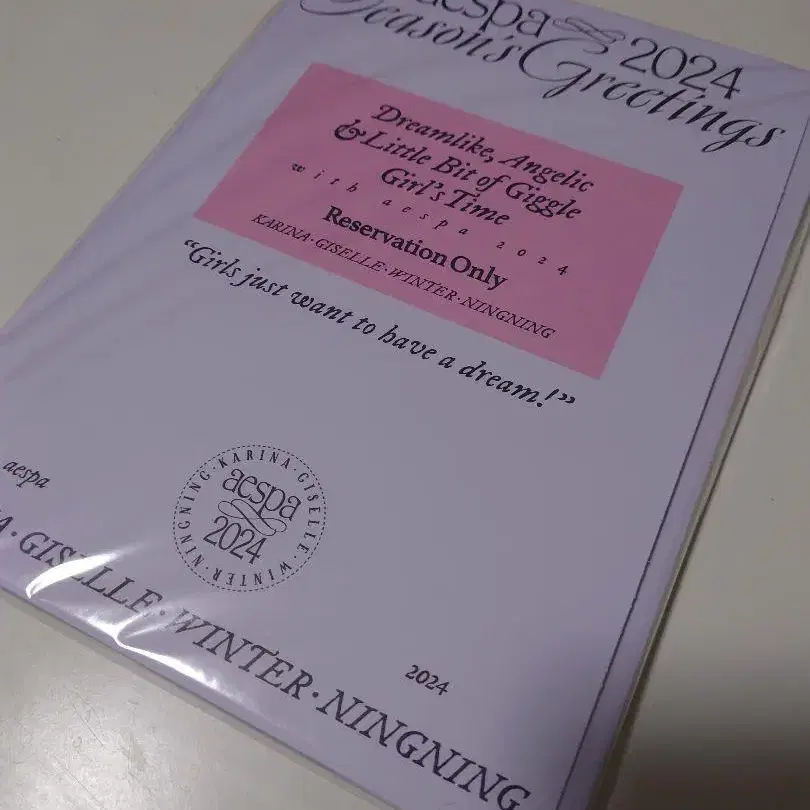 aespa 2024
Season's Greetings
Dreamlike, Angelic
& Little Bit of Giggle
Girl's Time
with aespa 2024
Reservation Only
KARINA·GISELLE·WINTER·NINGNING
"Girls just want to have a dream!"
aespa
KARINA·GISELLE·WINTER·NINGNING
aespa
2024
A·GISELLE·WINTER·NINGNING
2024